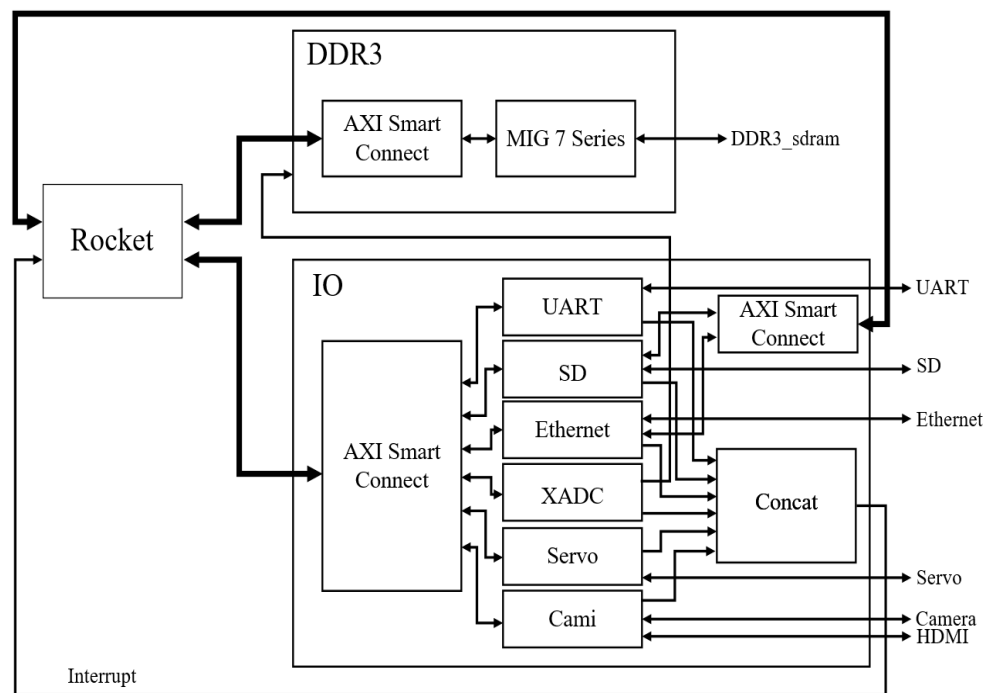 DDR3
AXI Smart
Connect
MIG 7 Series
DDR3_sdram
Rocket
IO
UART
UART
AXI Smart
Connect
SD
SD
Ethernet
Ethernet
AXI Smart
Connect
XADC
Concat
Servo
Servo
Cami
Camera
HDMI
Interrupt